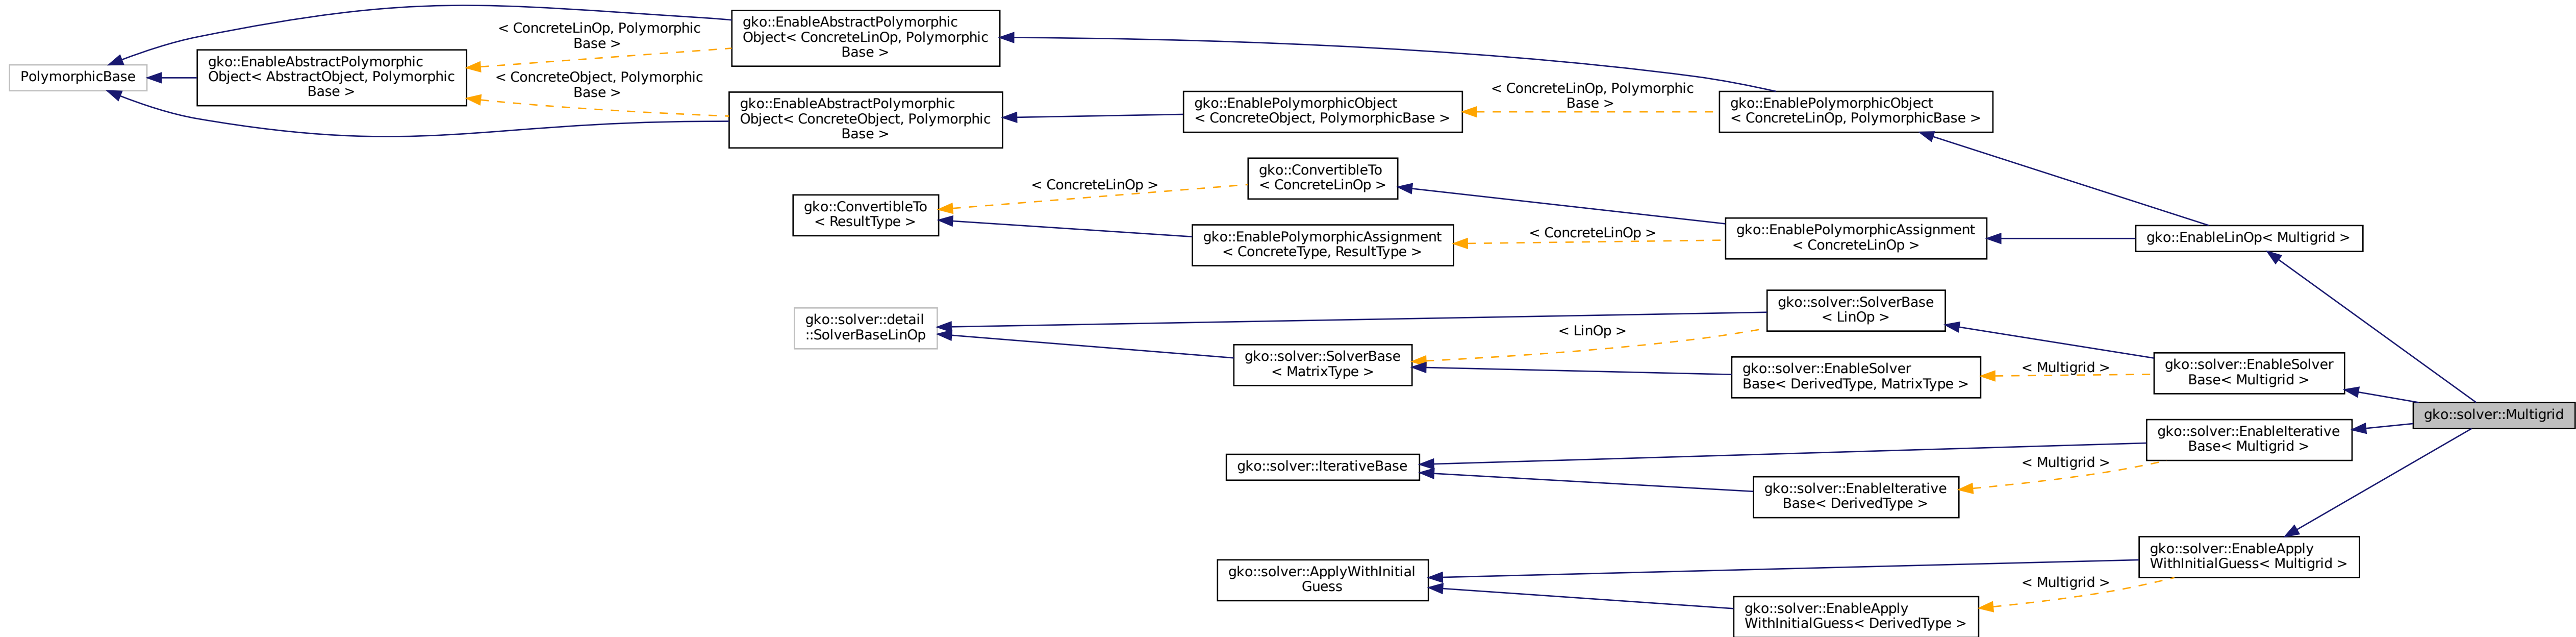 PolymorphicBase
gko::EnableAbstractPolymorphic
Object< AbstractObject, Polymorphic
Base >
< ConcreteLinOp, Polymorphic
Base >
< ConcreteObject, Polymorphic
Base >
gko::EnableAbstractPolymorphic
Object< ConcreteLinOp, Polymorphic
Base >
gko::EnableAbstractPolymorphic
Object< ConcreteObject, Polymorphic
Base >
gko::EnablePolymorphicObject
< ConcreteObject, PolymorphicBase >
< ConcreteLinOp, Polymorphic
Base >
gko::EnablePolymorphicObject
< ConcreteLinOp, PolymorphicBase >
gko::ConvertibleTo
< ResultType >
< ConcreteLinOp >
gko::ConvertibleTo
< ConcreteLinOp >
gko::EnablePolymorphicAssignment
< ConcreteType, ResultType >
< ConcreteLinOp >
gko::EnablePolymorphicAssignment
< ConcreteLinOp >
gko::EnableLinOp< Multigrid >
gko::solver::detail
::SolverBaseLinOp
gko::solver::SolverBase
< MatrixType >
< LinOp >
gko::solver::SolverBase
< LinOp >
gko::solver::EnableSolver
Base< DerivedType, MatrixType >
< Multigrid >
gko::solver::EnableSolver
Base< Multigrid >
gko::solver::Multigrid
gko::solver::IterativeBase
gko::solver::EnableIterative
Base< Multigrid >
< Multigrid >
gko::solver::EnableIterative
Base< DerivedType >
gko::solver::ApplyWithInitial
Guess
gko::solver::EnableApply
WithInitialGuess< Multigrid >
< Multigrid >
gko::solver::EnableApply
WithInitialGuess< DerivedType >